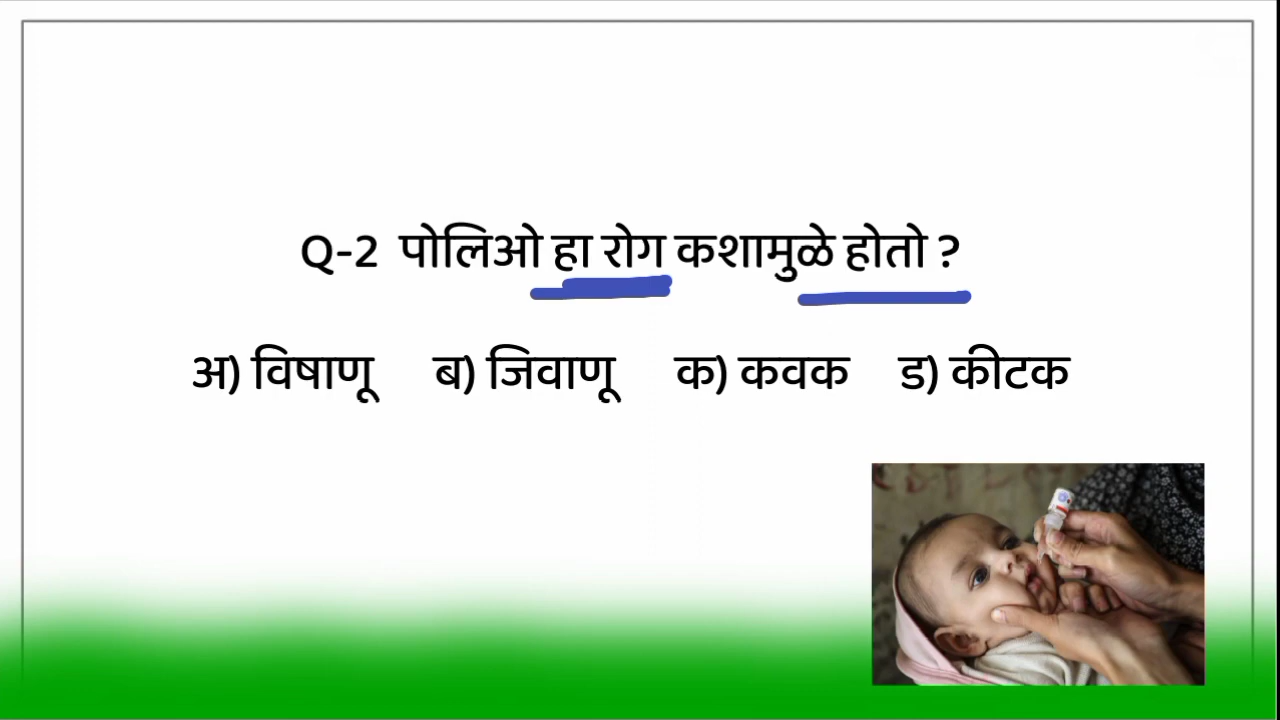 Q-2 पोलिओ हा रोग कशामुळे होतो ?
अ) विषाणू ब) जिवाणू क) कवक ड) कीटक